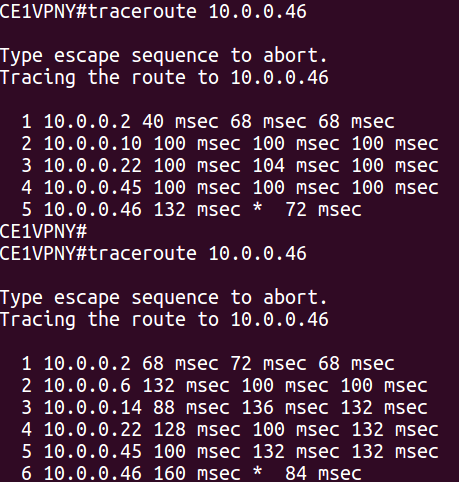 CE1VPNY#traceroute 10.0.0.46
Type escape sequence to abort.
Tracing the route to 10.0.0.46
1 10.0.0.2 40 msec 68 msec 68 msec
2 10.0.0.10 100 msec 100 msec 100 msec
3 10.0.0.22 100 msec 104 msec 100 msec
4 10.0.0.45 100 msec 100 msec 100 msec
5 10.0.0.46 132 msec *  72 msec
CE1VPNY#
CE1VPNY#traceroute 10.0.0.46
Type escape sequence to abort.
Tracing the route to 10.0.0.46
1 10.0.0.2 68 msec 72 msec 68 msec
2 10.0.0.6 132 msec 100 msec 100 msec
3 10.0.0.14 88 msec 136 msec 132 msec
4 10.0.0.22 128 msec 100 msec 132 msec
5 10.0.0.45 100 msec 132 msec 132 msec
6 10.0.0.46 160 msec *  84 msec